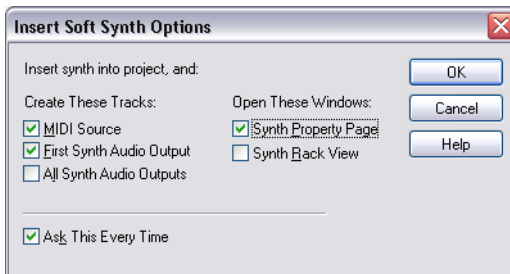 Insert Soft Synth Options
Insert synth into project, and:
Create These Tracks:
MIDI Source
First Synth Audio Output
All Synth Audio Outputs
Open These Windows:
Synth Property Page
Synth Rack View
OK
Cancel
Help
Ask This Every Time